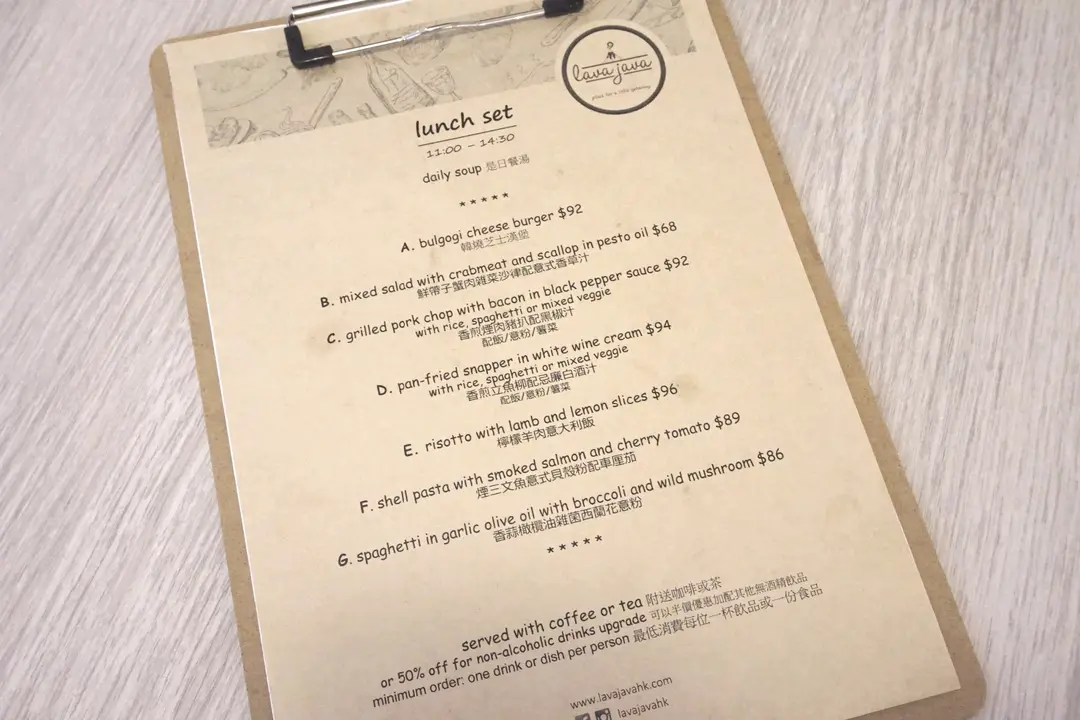 lava java
place for a little getaway
lunch set
11:00 - 14:30
daily soup 是日餐湯
*****
A. bulgogi cheese burger $92
韓燒芝士漢堡
B. mixed salad with crabmeat and scallop in pesto oil $68
鮮帶子蟹肉雜菜沙律配意式香草汁
C. grilled pork chop with bacon in black pepper sauce $92
with rice, spaghetti or mixed veggie
香煎煙肉豬扒配黑椒汁
配飯/意粉/薯菜
D. pan-fried snapper in white wine cream $94
with rice, spaghetti or mixed veggie
香煎立魚柳配忌廉白酒汁
配飯/意粉/薯菜
E. risotto with lamb and lemon slices $96
檸檬羊肉意大利飯
F. shell pasta with smoked salmon and cherry tomato $89
煙三文魚意式貝殼粉配車厘茄
G. spaghetti in garlic olive oil with broccoli and wild mushroom $86
香蒜橄欖油雜菌西蘭花意粉
*****
served with coffee or tea 附送咖啡或茶
or 50% off for non-alcoholic drinks upgrade 可以半價優惠加配其他無酒精飲品
minimum order: one drink or dish per person 最低消費每位一杯飲品或一份食品
www.lavajavahk.com
lavajavahk